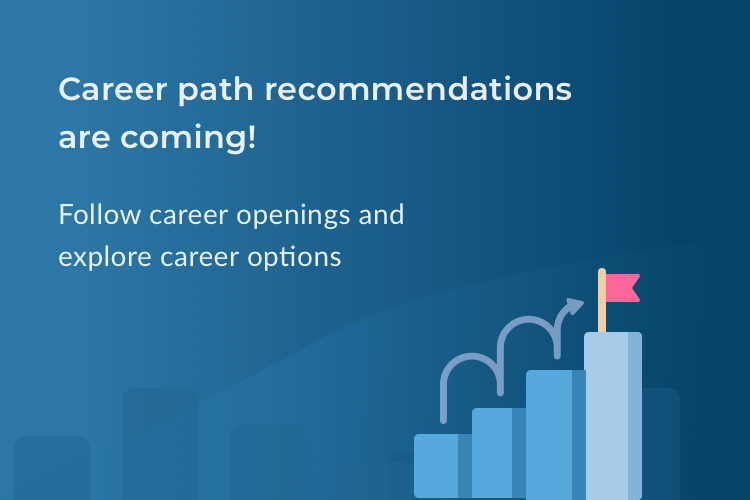 Career path recommendations
are coming!
Follow career openings and
explore career options